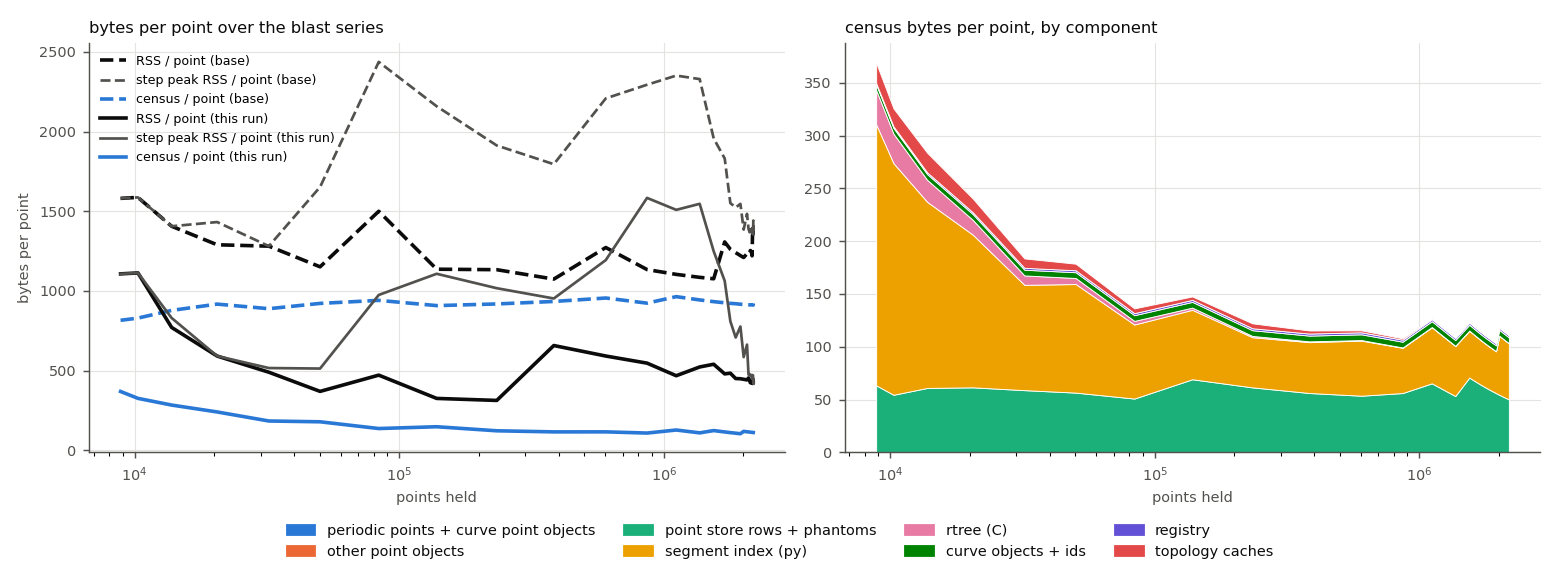 bytes per point over the blast series
bytes per point
2500
2000
1500
1000
500
0
RSS / point (base)
step peak RSS / point (base)
census / point (base)
RSS / point (this run)
step peak RSS / point (this run)
census / point (this run)
10⁴
10⁵
10⁶
points held
census bytes per point, by component
350
300
250
200
150
100
50
0
10⁴
10⁵
10⁶
points held
periodic points + curve point objects
other point objects
point store rows + phantoms
segment index (py)
rtree (C)
curve objects + ids
registry
topology caches